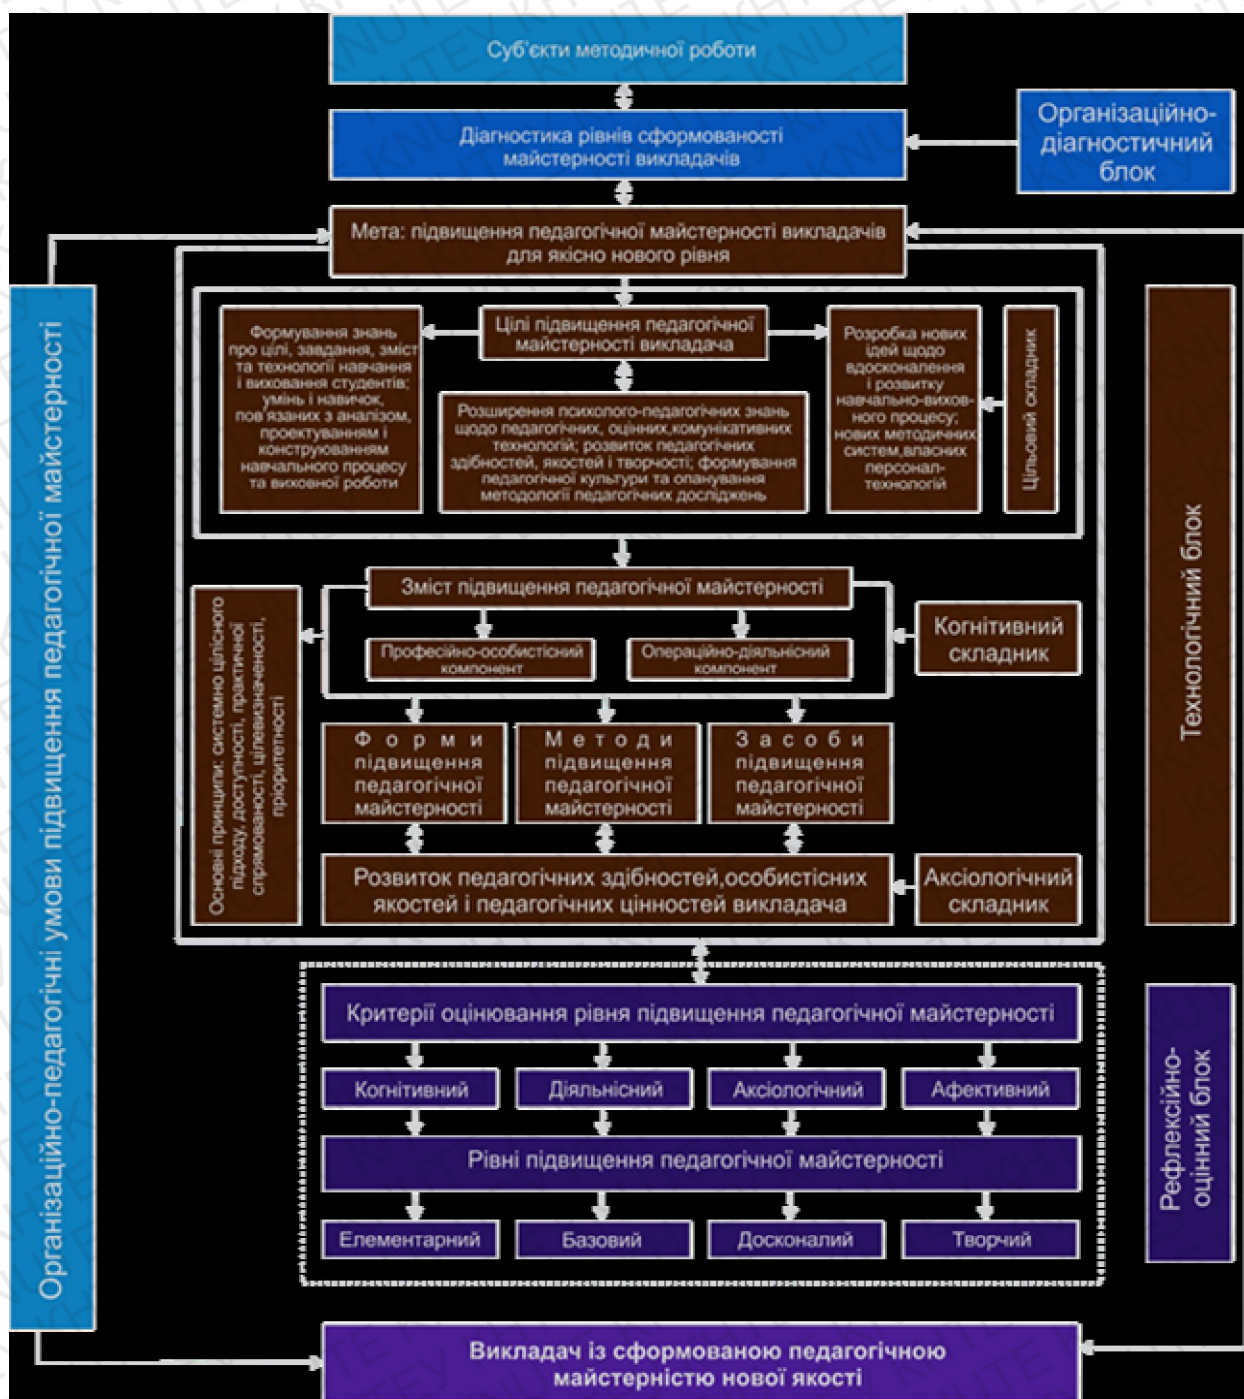 Суб'єкти методичної роботи
Діагностика рівнів сформованості
майстерності викладачів
Організаційно-
діагностичний
блок
Мета: підвищення педагогічної майстерності викладачів
для якісно нового рівня
Організаційно-педагогічні умови підвищення педагогічної майстерності
Формування знань
про цілі, завдання, зміст
та технології навчання
і виховання студентів;
умінь і навичок,
пов'язаних з аналізом,
проектуванням і
конструюванням
навчального процесу
та виховної роботи
Цілі підвищення педагогічної
майстерності викладача
Розширення психолого-педагогічних знань
щодо педагогічних, оцінних,комунікативних
технологій; розвиток педагогічних
здібностей, якостей і творчості; формування
педагогічної культури та опанування
методології педагогічних досліджень
Розробка нових
ідей щодо
вдосконалення
і розвитку
навчально-вихов-
ного процесу;
нових методичних
систем,власних
персонал-
технологій
Цільовий складник
Технологічний блок
Зміст підвищення педагогічної майстерності
Професійно-особистісний
компонент
Операційно-діяльнісний
компонент
Когнітивний
складник
Основні принципи: системно цілісного
підходу, доступності, практичної
спрямованості, цілевизначеності,
пріоритетності
Форми
підвищення
педагогічної
майстерності
Методи
підвищення
педагогічної
майстерності
Засоби
підвищення
педагогічної
майстерності
Розвиток педагогічних здібностей,особистісних
якостей і педагогічних цінностей викладача
Аксіологічний
складник
Критерії оцінювання рівня підвищення педагогічної майстерності
Когнітивний
Діяльнісний
Аксіологічний
Афективний
Рівні підвищення педагогічної майстерності
Елементарний
Базовий
Досконалий
Творчий
Рефлексійно-
оцінний блок
Викладач із сформованою педагогічною
майстерністю нової якості